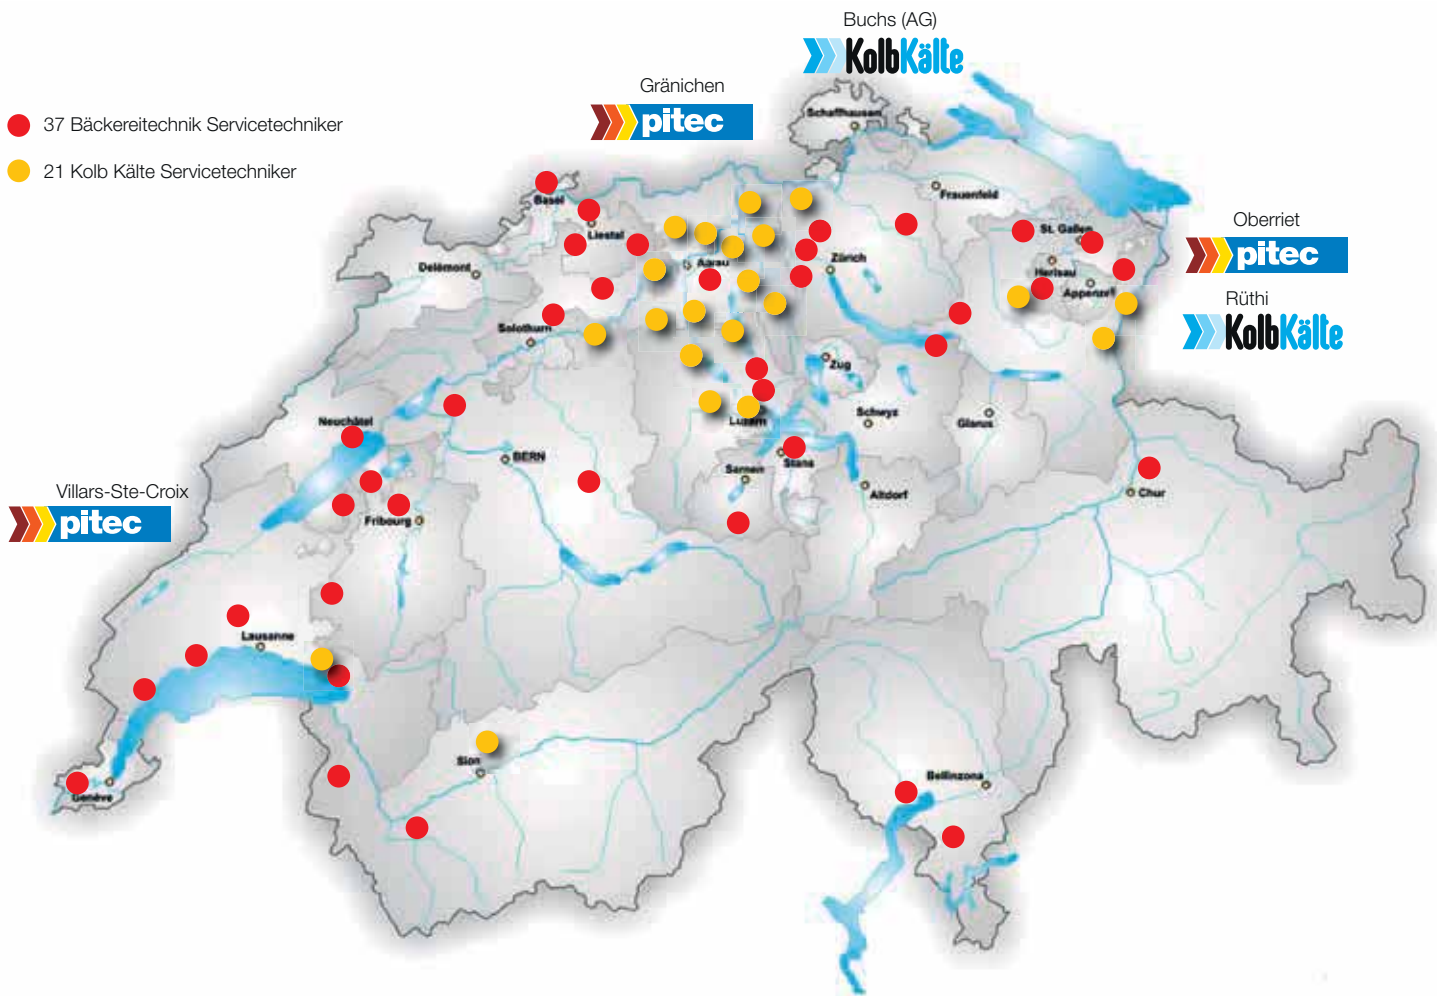 Buchs (AG)
KolbKälte
Gränichen
pitec
37 Bäckereitechnik Servicetechniker
21 Kolb Kälte Servicetechniker
Schaffhausen
Basel
Liestal
Frauenfeld
St. Gallen
Oberriet
pitec
Delémont
Aarau
Zürich
Herisau
Appenzell
Rüthi
KolbKälte
Solothurn
Zug
Neuchâtel
Luzern
Schwyz
Glarus
BERN
Sarnen
Stans
Altdorf
Chur
Villars-Ste-Croix
pitec
Fribourg
Lausanne
Sion
Bellinzona
Genève